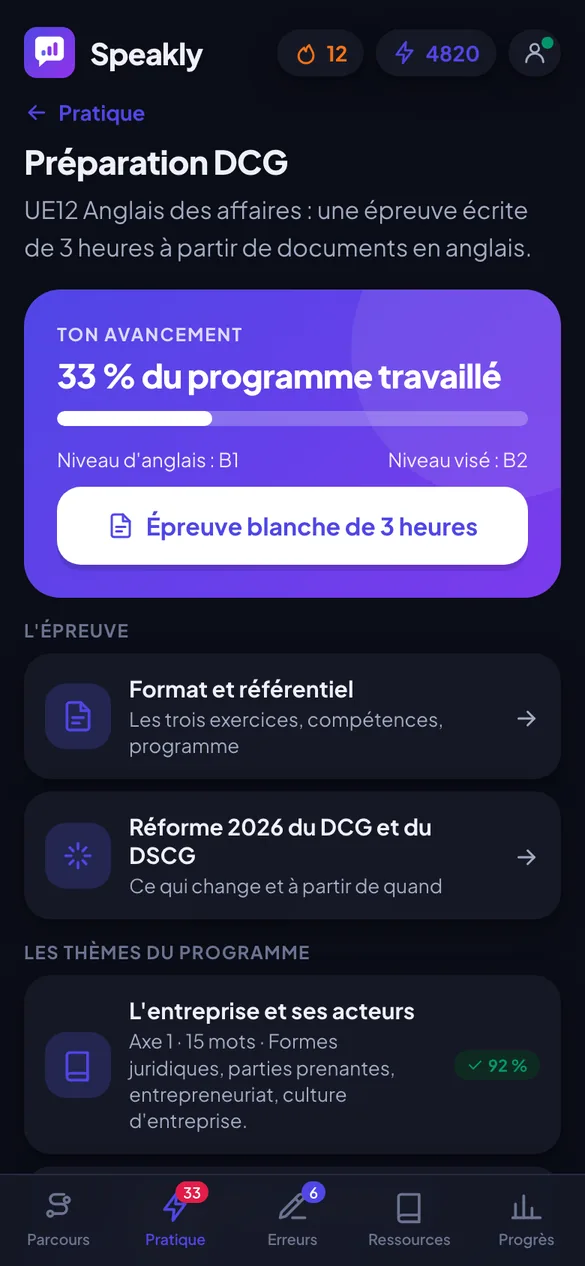 Speakly
12
4820
← Pratique
Préparation DCG
UE12 Anglais des affaires : une épreuve écrite
de 3 heures à partir de documents en anglais.
TON AVANCEMENT
33 % du programme travaillé
Niveau d'anglais : B1
Niveau visé : B2
Épreuve blanche de 3 heures
L'ÉPREUVE
Format et référentiel
Les trois exercices, compétences,
programme
Réforme 2026 du DCG et du
DSCG
Ce qui change et à partir de quand
LES THÈMES DU PROGRAMME
L'entreprise et ses acteurs
Axe 1 · 15 mots · Formes
juridiques, parties prenantes,
entrepreneuriat, culture
d'entreprise.
✓ 92 %
33
6
Parcours
Pratique
Erreurs
Ressources
Progrès